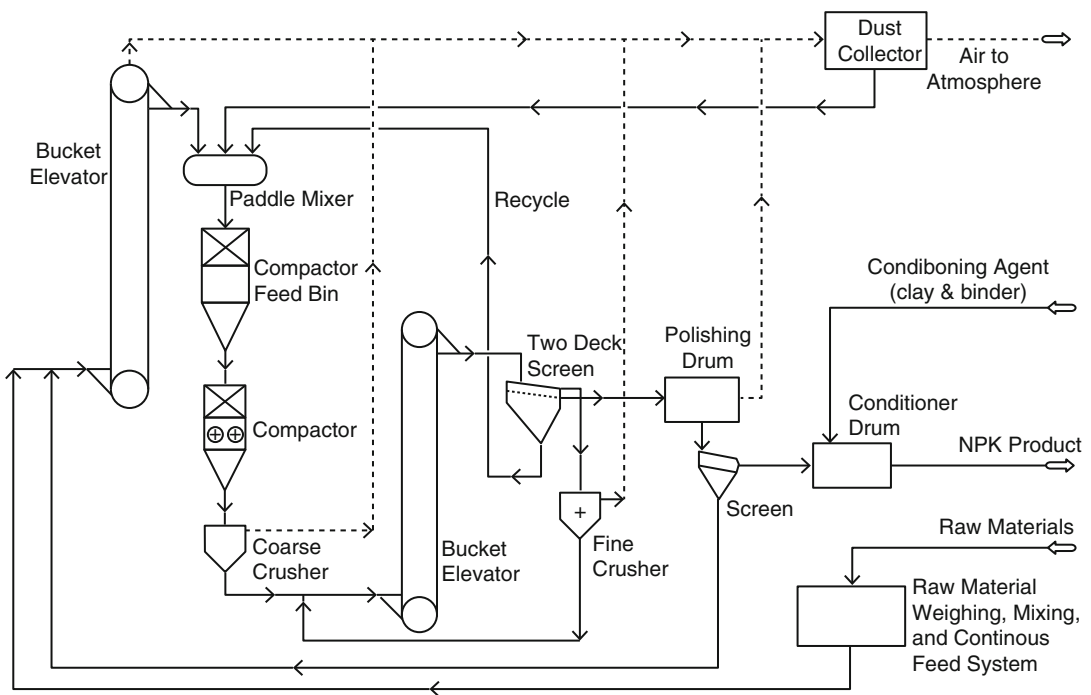 Dust
Collector
Air to
Atmosphere
Bucket
Elevator
Paddle Mixer
Recycle
Compactor
Feed Bin
Condiboning Agent
(clay & binder)
Two Deck
Screen
Polishing
Drum
Compactor
Conditioner
Drum
NPK Product
Screen
Coarse
Crusher
Bucket
Elevator
Fine
Crusher
Raw Materials
Raw Material
Weighing, Mixing,
and Continous
Feed System